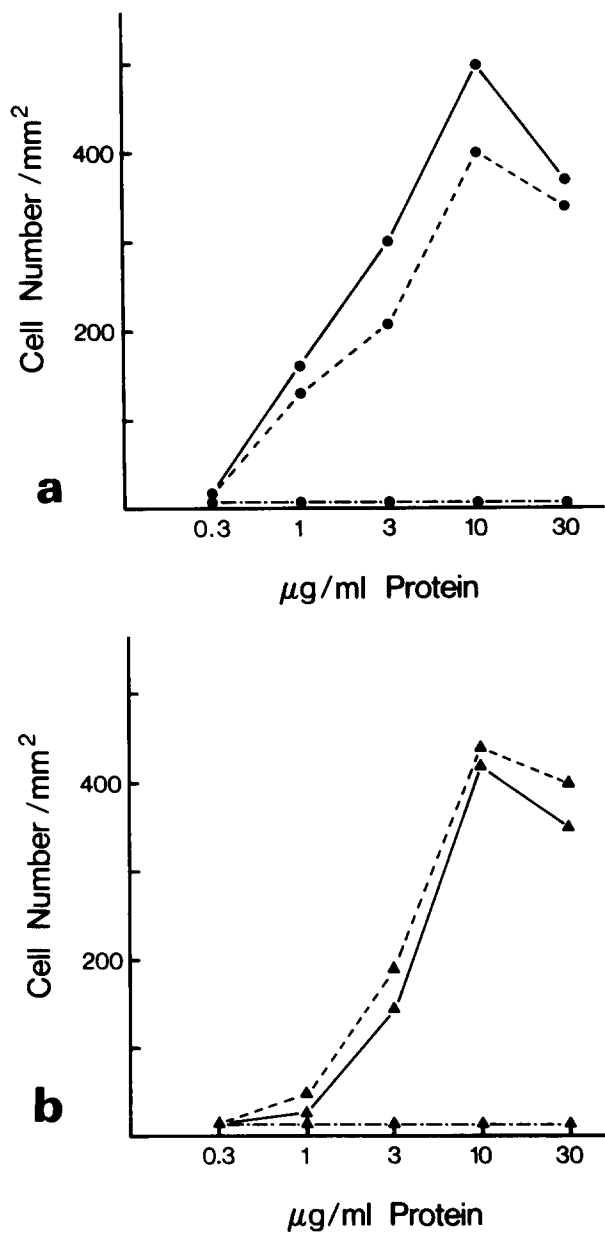 Cell Number/mm²
400
200
a
0.3 1 3 10 30
μg/ml Protein
Cell Number/mm²
400
200
b
0.3 1 3 10 30
μg/ml Protein